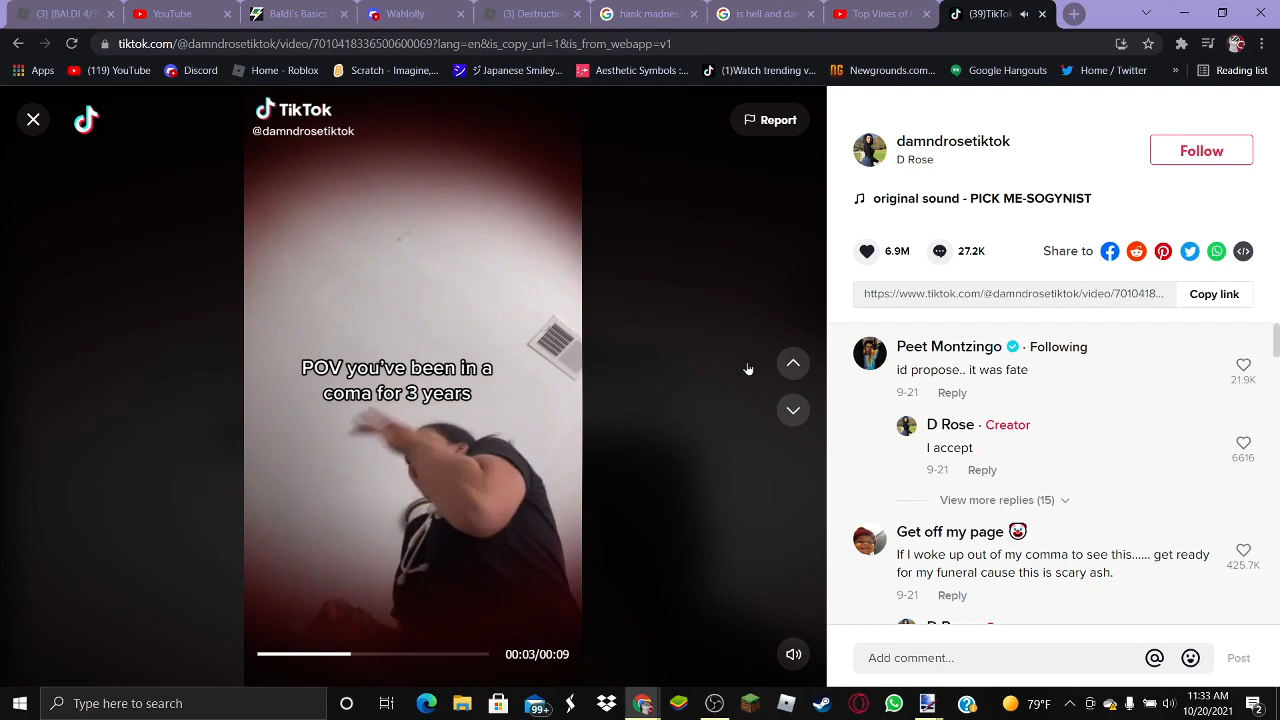 (3) BALDI 4/
YouTube
Baldi's Basics
Wahlolly
(3) Destruction
hank madness
is hell and dan
Top Vines of
(39)TikTok
tiktok.com/@damndrosetiktok/video/7010418336500600069?lang=en&is_copy_url=1&is_from_webapp=v1
Apps
(119) YouTube
Discord
Home - Roblox
Scratch - Imagine,...
Japanese Smiley...
Aesthetic Symbols :...
(1)Watch trending v...
Newgrounds.com...
Google Hangouts
Home / Twitter
»
Reading list
TikTok
@damndrosetiktok
Report
POV you've been in a
coma for 3 years
00:03/00:09
damndrosetiktok
D Rose
Follow
original sound - PICK ME-SOGYNIST
6.9M
27.2K
Share to
https://www.tiktok.com/@damndrosetiktok/video/7010418...
Copy link
Peet Montzingo · Following
id propose.. it was fate
9-21 Reply
21.9K
D Rose · Creator
I accept
9-21 Reply
6616
View more replies (15)
Get off my page 🤡
If I woke up out of my comma to see this...... get ready
for my funeral cause this is scary ash.
9-21 Reply
425.7K
Add comment...
Post
Type here to search
99+
79°F
11:33 AM
10/20/2021
2